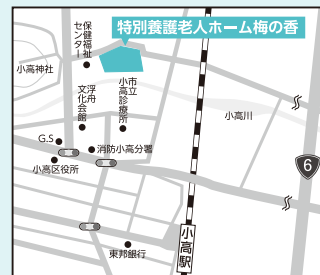 特別養護老人ホーム梅の香
保健福祉
センター
小高神社
浮舟
文化会館
小高
市立
診療所
小高川
G.S
消防小高分署
小高区役所
6
小高駅
東邦銀行